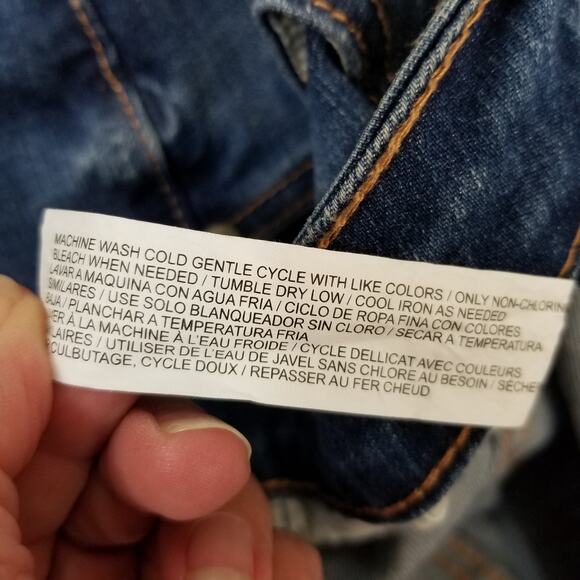 MACHINE WASH COLD GENTLE CYCLE WITH LIKE COLORS / ONLY NON-CHLORINE
BLEACH WHEN NEEDED / TUMBLE DRY LOW / COOL IRON AS NEEDED
LAVAR A MAQUINA CON AGUA FRIA / CICLO DE ROPA FINA CON COLORES
SIMILARES / USE SOLO BLANQUEADOR SIN CLORO / SECAR A TEMPERATURA
BAJA / PLANCHAR A TEMPERATURA FRIA
ER À LA MACHINE À L'EAU FROIDE / CYCLE DELLICAT AVEC COULEURS
LAIRES / UTILISER DE L'EAU DE JAVEL SANS CHLORE AU BESOIN / SÉCHE
CULBUTAGE, CYCLE DOUX / REPASSER AU FER CHEUD